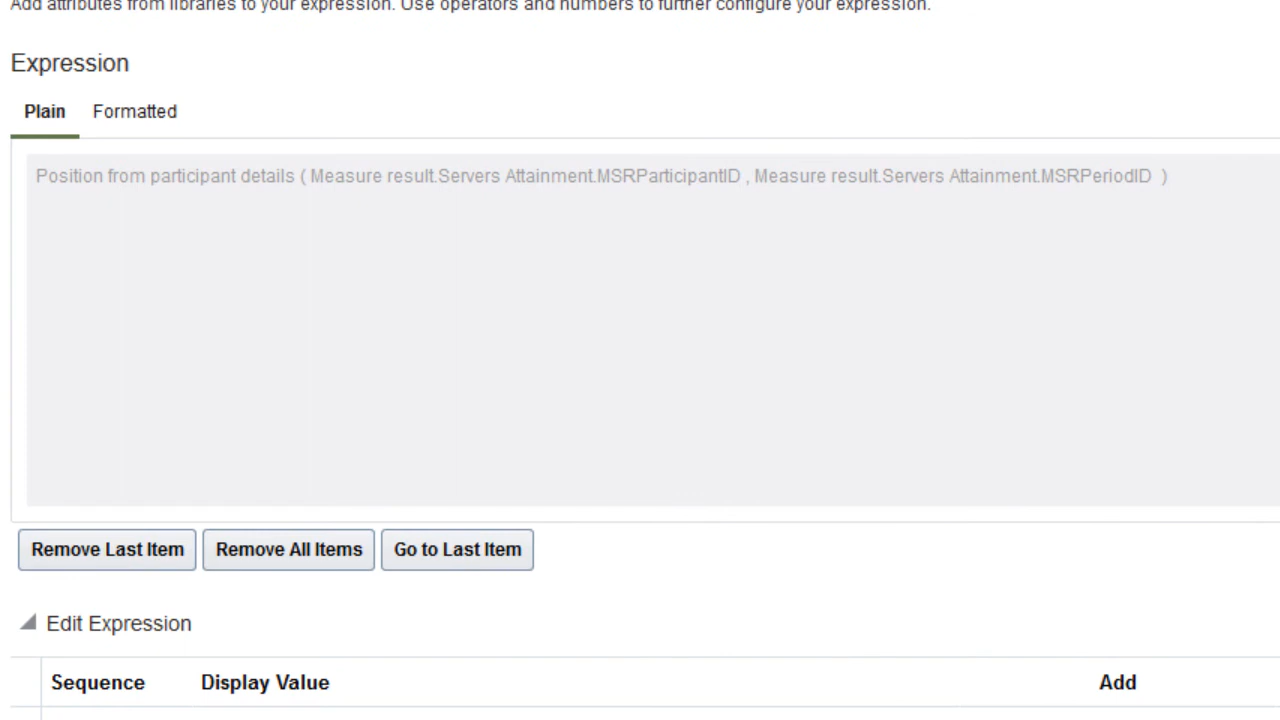 Add attributes from libraries to your expression. Use operators and numbers to further configure your expression.
Expression
Plain Formatted
Position from participant details ( Measure result.Servers Attainment.MSRParticipantID , Measure result.Servers Attainment.MSRPeriodID )
Remove Last Item Remove All Items Go to Last Item
Edit Expression
Sequence Display Value Add